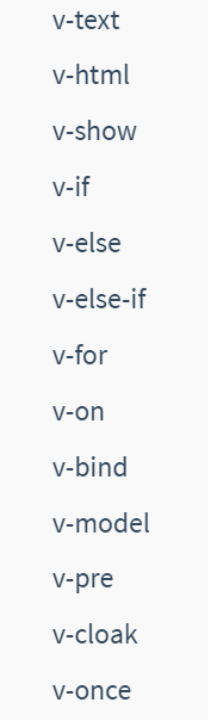 v-text
v-html
v-show
v-if
v-else
v-else-if
v-for
v-on
v-bind
v-model
v-pre
v-cloak
v-once